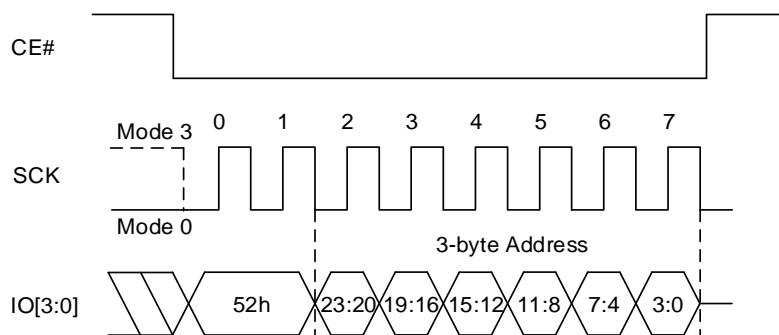 CE#
0 1 2 3 4 5 6 7
Mode 3
SCK
Mode 0
3-byte Address
IO[3:0] 52h 23:20 19:16 15:12 11:8 7:4 3:0